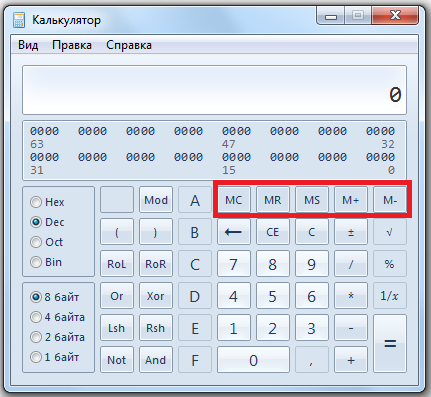 Калькулятор
Вид Правка Справка
0
0000 0000 0000 0000 0000 0000 0000 0000
63 47 32
0000 0000 0000 0000 0000 0000 0000 0000
31 15 0
Hex Mod A MC MR MS M+ M-
Dec ( ) B ← CE C ± √
Oct RoL RoR C 7 8 9 / %
Bin
8 байт Or Xor D 4 5 6 * 1/x
4 байта Lsh Rsh E 1 2 3 - =
2 байта
1 байт Not And F 0 , +